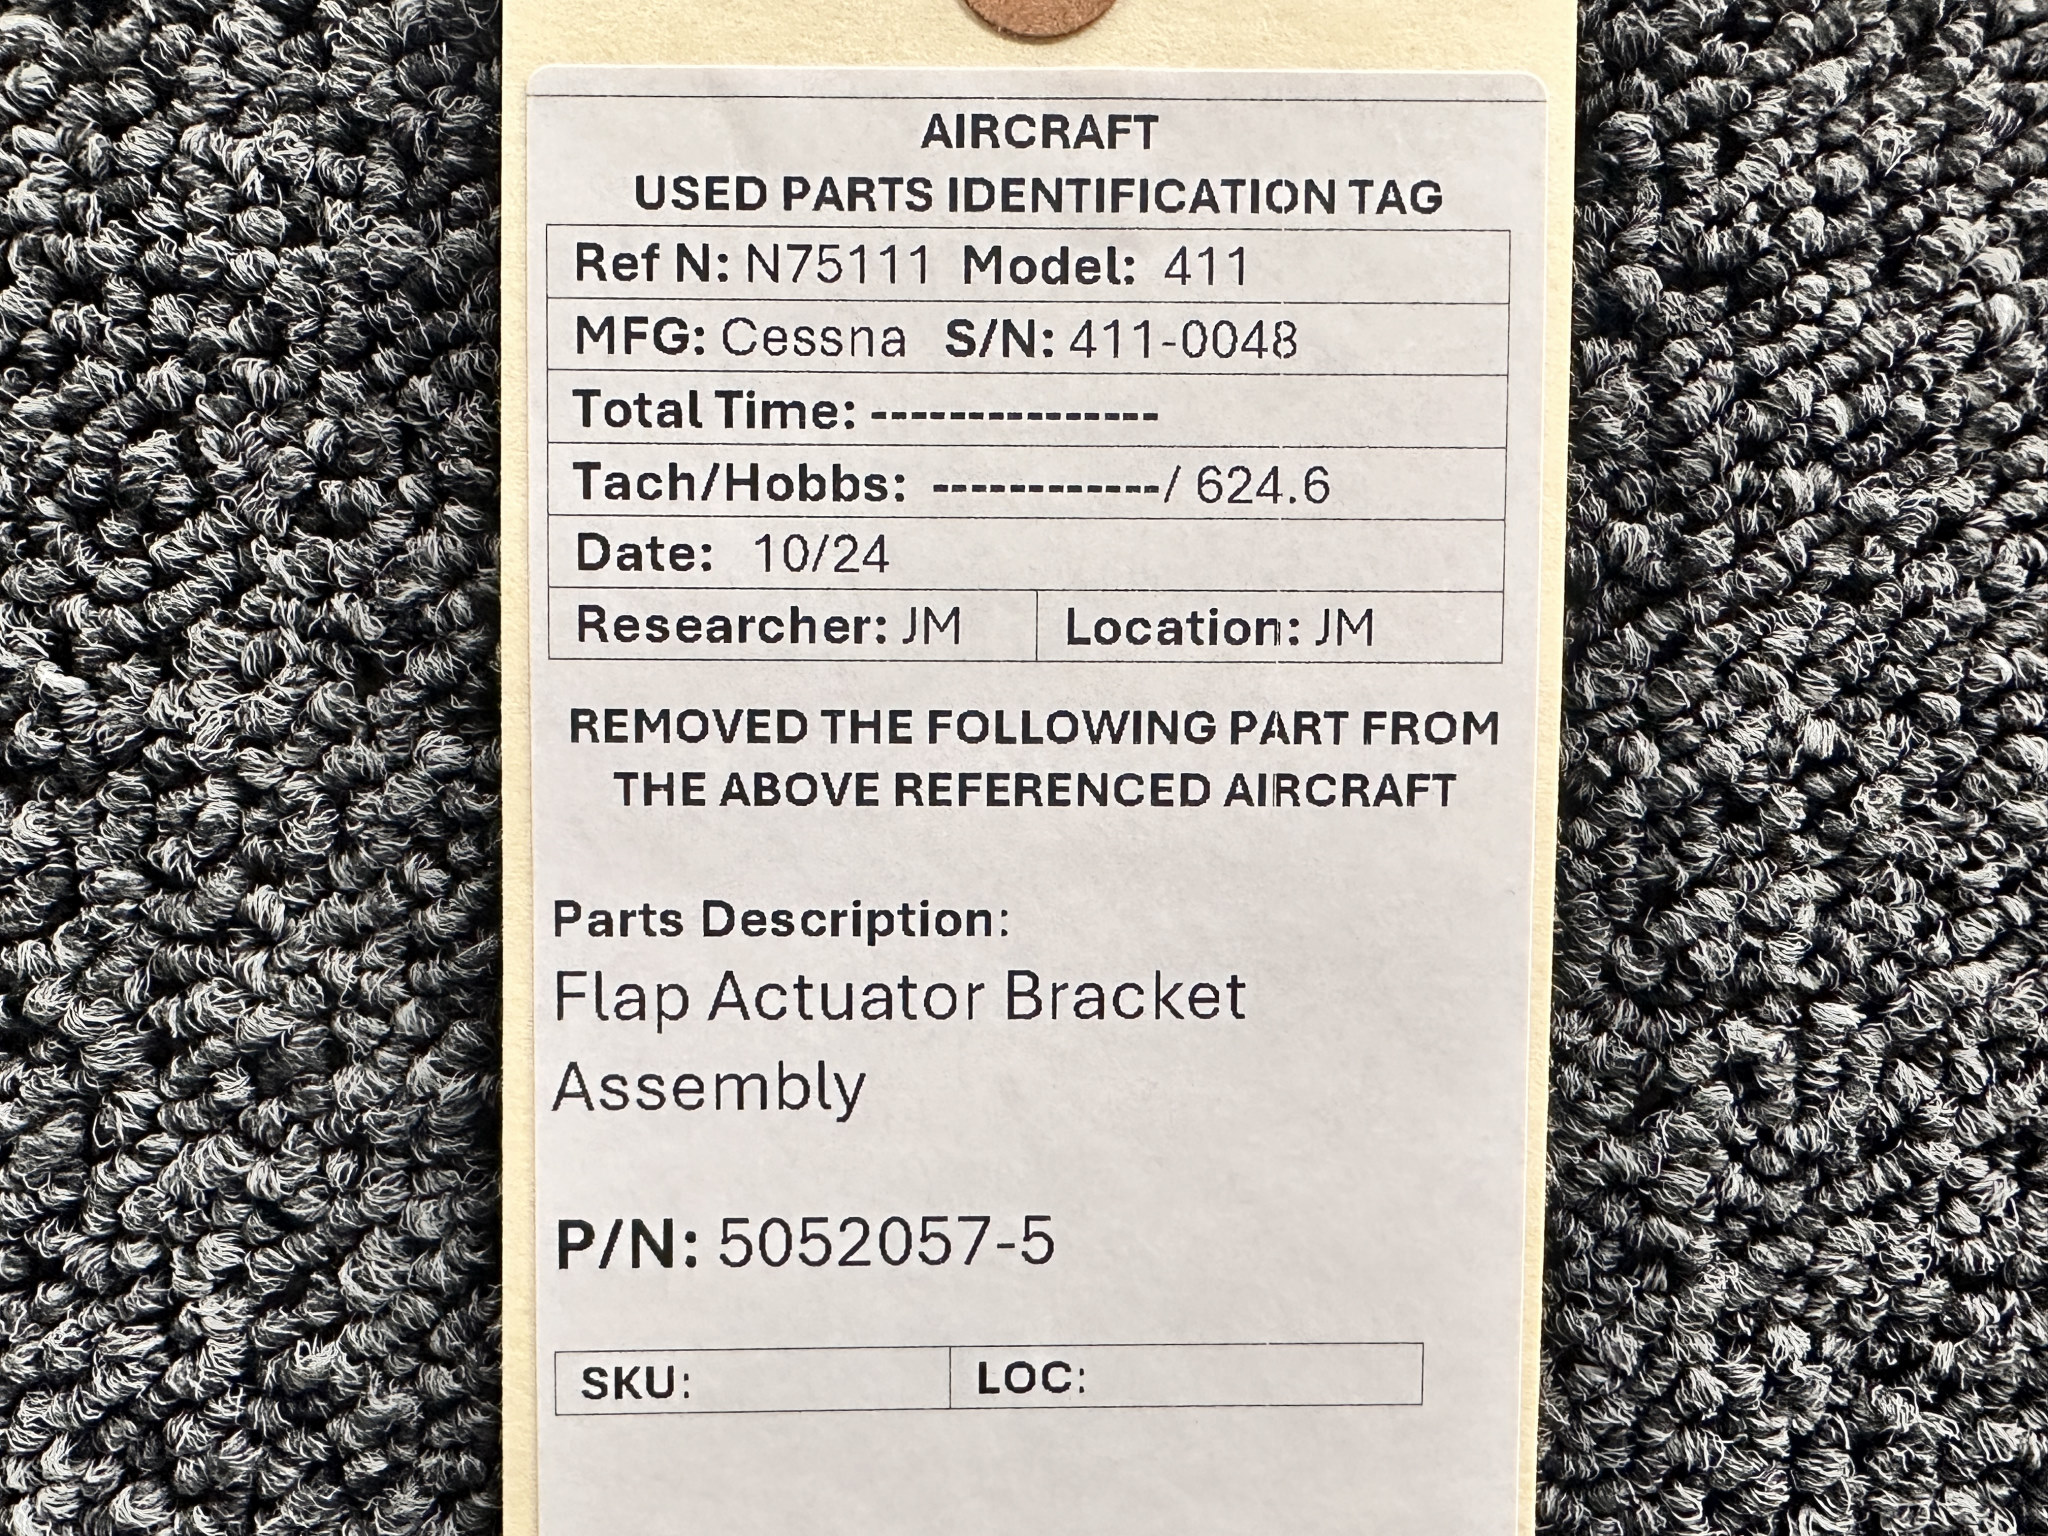 AIRCRAFT
USED PARTS IDENTIFICATION TAG
Ref N: N75111 Model: 411
MFG: Cessna S/N: 411-0048
Total Time: ---------------
Tach/Hobbs: ------------/ 624.6
Date: 10/24
Researcher: JM Location: JM
REMOVED THE FOLLOWING PART FROM
THE ABOVE REFERENCED AIRCRAFT
Parts Description:
Flap Actuator Bracket
Assembly
P/N: 5052057-5
SKU: LOC: